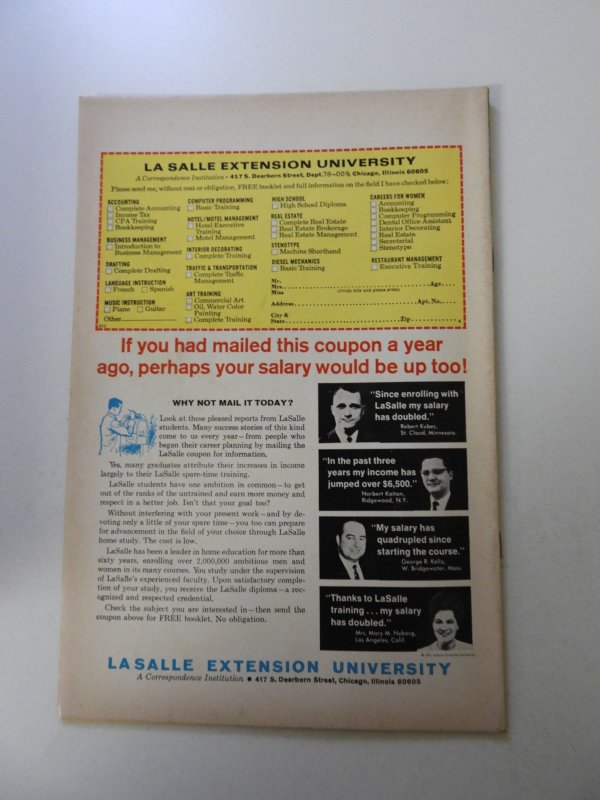 LA SALLE EXTENSION UNIVERSITY
A Correspondence Institution • 417 S. Dearborn Street, Dept. 78-009, Chicago, Illinois 60605
Please send me, without cost or obligation, FREE booklet and full information on the field I have checked below:
ACCOUNTING
Complete Accounting
Income Tax
CPA Training
Bookkeeping
BUSINESS MANAGEMENT
Introduction to
Business Management
DRAFTING
Complete Drafting
LANGUAGE INSTRUCTION
French Spanish
MUSIC INSTRUCTION
Piano Guitar
Other
COMPUTER PROGRAMMING
Basic Training
HOTEL/MOTEL MANAGEMENT
Hotel Executive
Training
Motel Management
INTERIOR DECORATING
Complete Training
TRAFFIC & TRANSPORTATION
Complete Traffic
Management
ART TRAINING
Commercial Art
Oil, Water Color
Painting
Complete Training
HIGH SCHOOL
High School Diploma
REAL ESTATE
Complete Real Estate
Real Estate Brokerage
Real Estate Management
STENOTYPE
Machine Shorthand
DIESEL MECHANICS
Basic Training
CAREERS FOR WOMEN
Accounting
Bookkeeping
Computer Programming
Dental Office Assistant
Interior Decorating
Real Estate
Secretarial
Stenotype
RESTAURANT MANAGEMENT
Executive Training
Mr.
Mrs. Age
Miss
Address Apt. No.
City &
State Zip
If you had mailed this coupon a year
ago, perhaps your salary would be up too!
WHY NOT MAIL IT TODAY?
Look at these pleased reports from LaSalle
students. Many success stories of this kind
come to us every year—from people who
began their career planning by mailing the
LaSalle coupon for information.
Yes, many graduates attribute their increases in income
largely to their LaSalle spare-time training.
LaSalle students have one ambition in common—to get
out of the ranks of the untrained and earn more money and
respect in a better job. Isn't that your goal too?
Without interfering with your present work—and by de-
voting only a little of your spare time—you too can prepare
for advancement in the field of your choice through LaSalle
home study. The cost is low.
LaSalle has been a leader in home education for more than
sixty years, enrolling over 2,000,000 ambitious men and
women in its many courses. You study under the supervision
of LaSalle's experienced faculty. Upon satisfactory comple-
tion of your study, you receive the LaSalle diploma—a rec-
ognized and respected credential.
Check the subject you are interested in—then send the
coupon above for FREE booklet. No obligation.
"Since enrolling with
LaSalle my salary
has doubled."
Robert Kubec,
St. Cloud, Minnesota.
"In the past three
years my income has
jumped over $6,500."
Norbert Kaitan,
Ridgewood, N.Y.
"My salary has
quadrupled since
starting the course."
George R. Kelly,
W. Bridgewater, Mass.
"Thanks to LaSalle
training . . . my salary
has doubled."
Mrs. Mary M. Nyberg,
Los Angeles, Calif.
LA SALLE EXTENSION UNIVERSITY
A Correspondence Institution • 417 S. Dearborn Street, Chicago, Illinois 60605